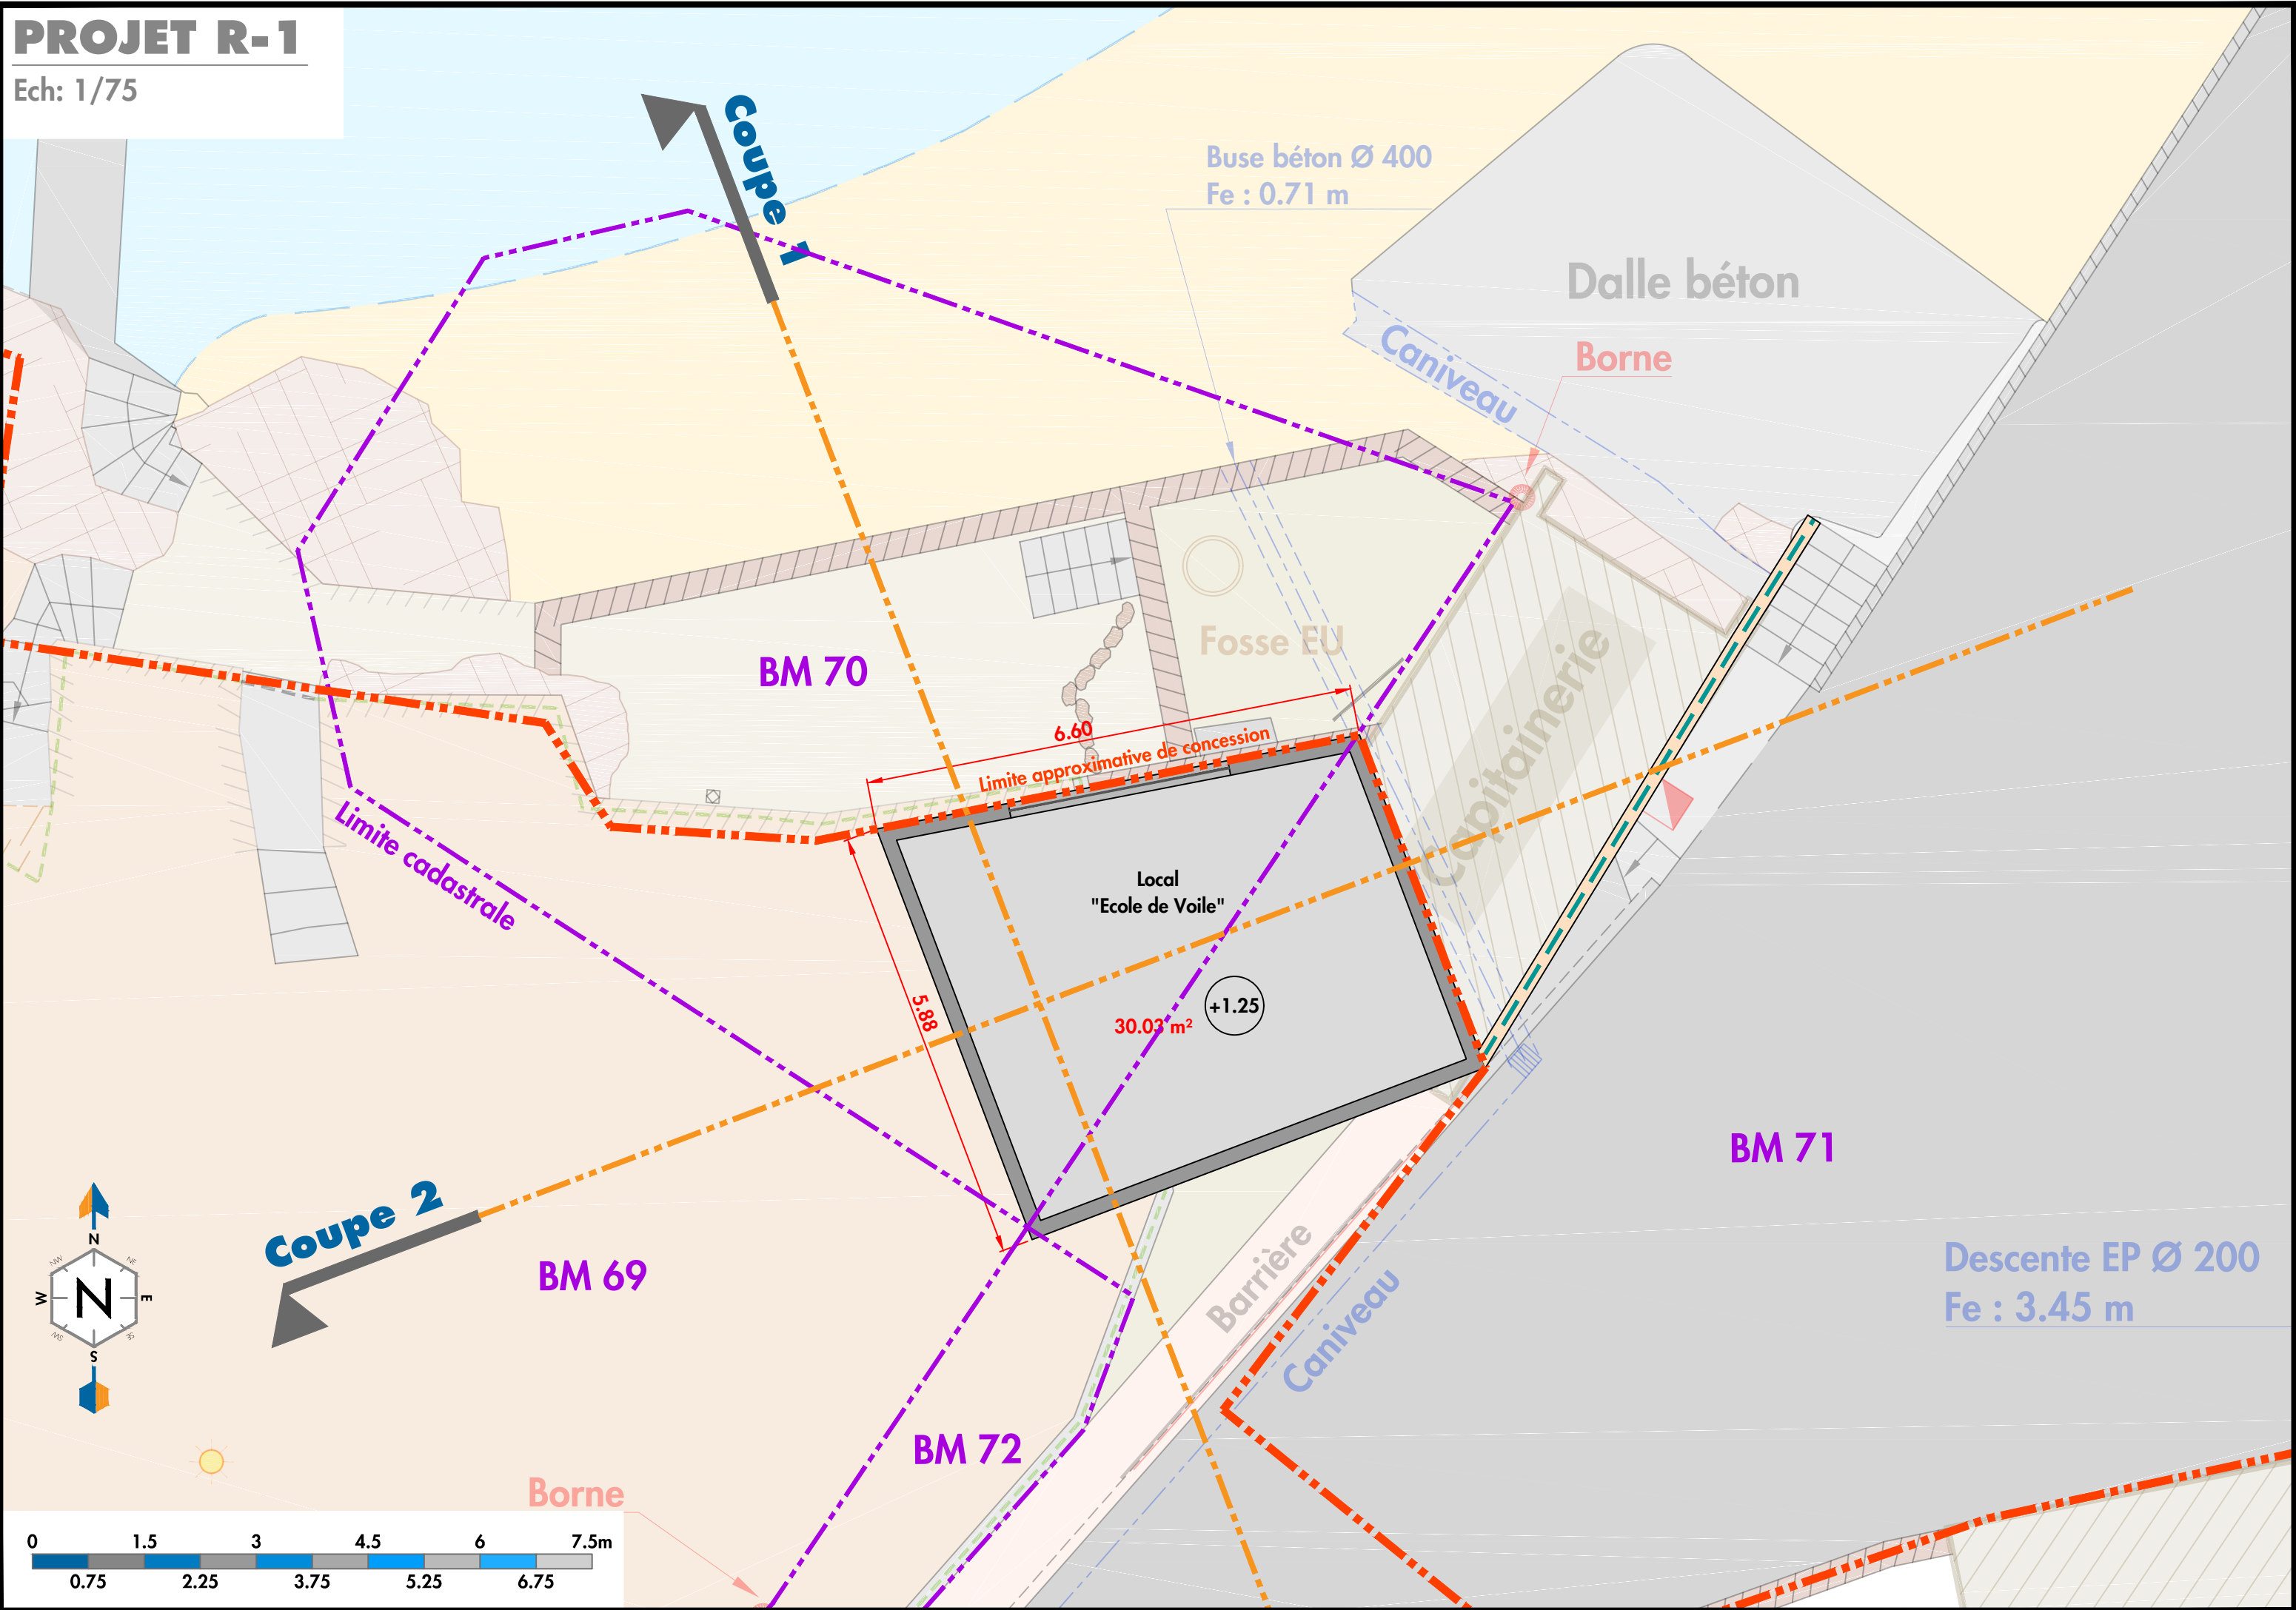 PROJET R-1
Ech: 1/75
Coupe 1
Buse béton Ø 400
Fe : 0.71 m
Dalle béton
Borne
Caniveau
Fosse EU
BM 70
Capitainerie
6.60
Limite approximative de concession
Limite cadastrale
Local
"Ecole de Voile"
5.88
30.03 m²
+1.25
BM 71
Coupe 2
BM 69
Barrière
Caniveau
Descente EP Ø 200
Fe : 3.45 m
BM 72
Borne
N
NW
NE
W
N
E
SW
SE
S
0
1.5
3
4.5
6
7.5m
0.75
2.25
3.75
5.25
6.75